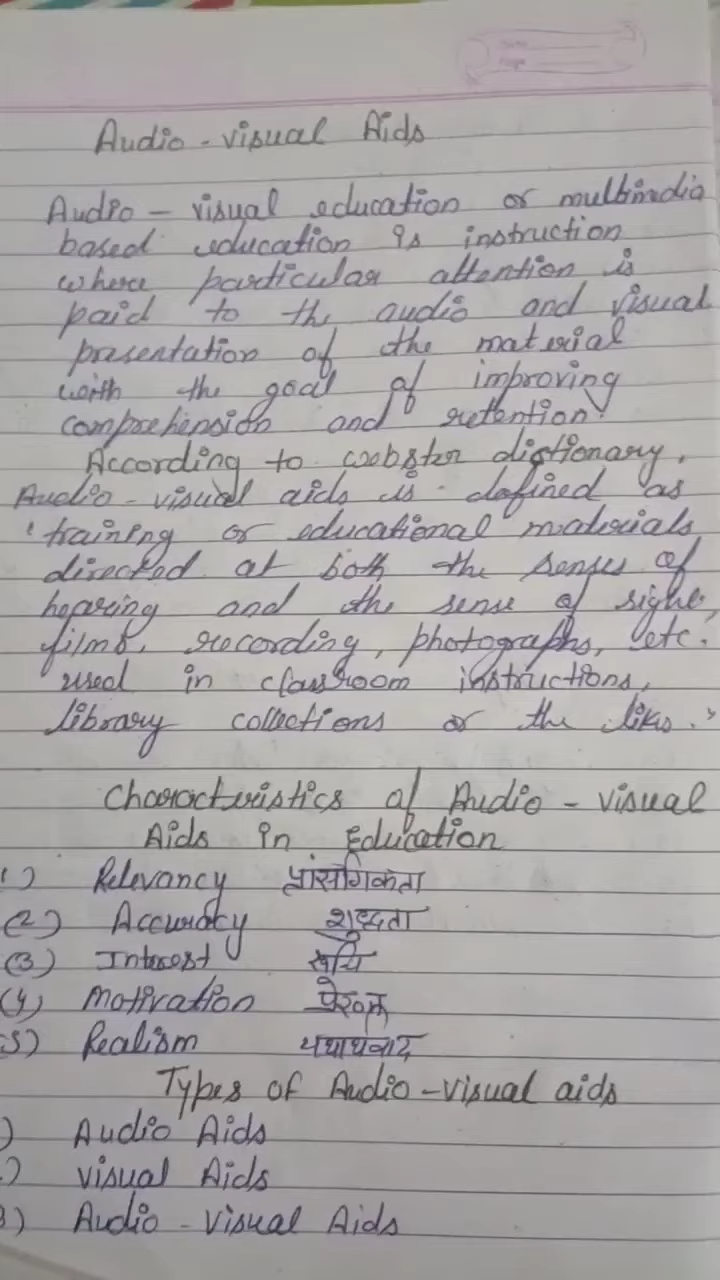 Audio - visual Aids
Audio - visual education or multimedia
based education is instruction
where particular attention is
paid to the audio and visual
presentation of the material
with the goal of improving
comprehension and retention.
According to webster dictionary,
Audio - visual aids is defined as
'training or educational materials
directed at both the senses of
hearing and the sense of sight,
films, recording, photographs, etc.
used in classroom instructions,
library collections or the likes.'
Characteristics of Audio - visual
Aids in Education
1) Relevancy प्रांसगिकता
(2) Accuracy शुध्दता
(3) Interest रूचि
(4) Motivation प्रेरक
5) Realism यथार्थवाद
Types of Audio - visual aids
) Audio Aids
) Visual Aids
3) Audio - Visual Aids